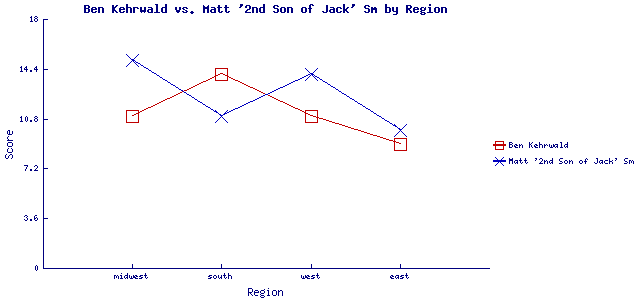 Ben Kehrwald vs. Matt '2nd Son of Jack' Sm by Region
18
14.4
10.8
7.2
3.6
0
Score
midwest south west east
Region
Ben Kehrwald
Matt '2nd Son of Jack' Sm